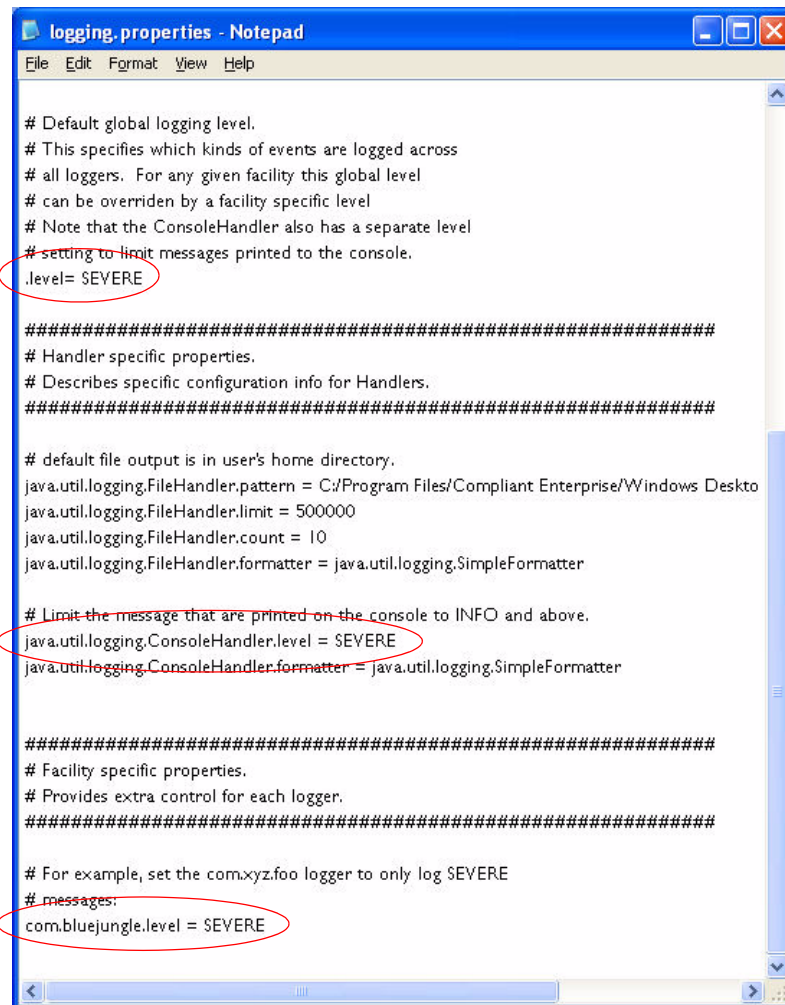 logging.properties - Notepad
File Edit Format View Help
# Default global logging level.
# This specifies which kinds of events are logged across
# all loggers. For any given facility this global level
# can be overriden by a facility specific level
# Note that the ConsoleHandler also has a separate level
# setting to limit messages printed to the console.
.level= SEVERE
############################################################
# Handler specific properties.
# Describes specific configuration info for Handlers.
############################################################
# default file output is in user's home directory.
java.util.logging.FileHandler.pattern = C:/Program Files/Compliant Enterprise/Windows Deskto
java.util.logging.FileHandler.limit = 500000
java.util.logging.FileHandler.count = 10
java.util.logging.FileHandler.formatter = java.util.logging.SimpleFormatter
# Limit the message that are printed on the console to INFO and above.
java.util.logging.ConsoleHandler.level = SEVERE
java.util.logging.ConsoleHandler.formatter = java.util.logging.SimpleFormatter
############################################################
# Facility specific properties.
# Provides extra control for each logger.
############################################################
# For example, set the com.xyz.foo logger to only log SEVERE
# messages:
com.bluejungle.level = SEVERE